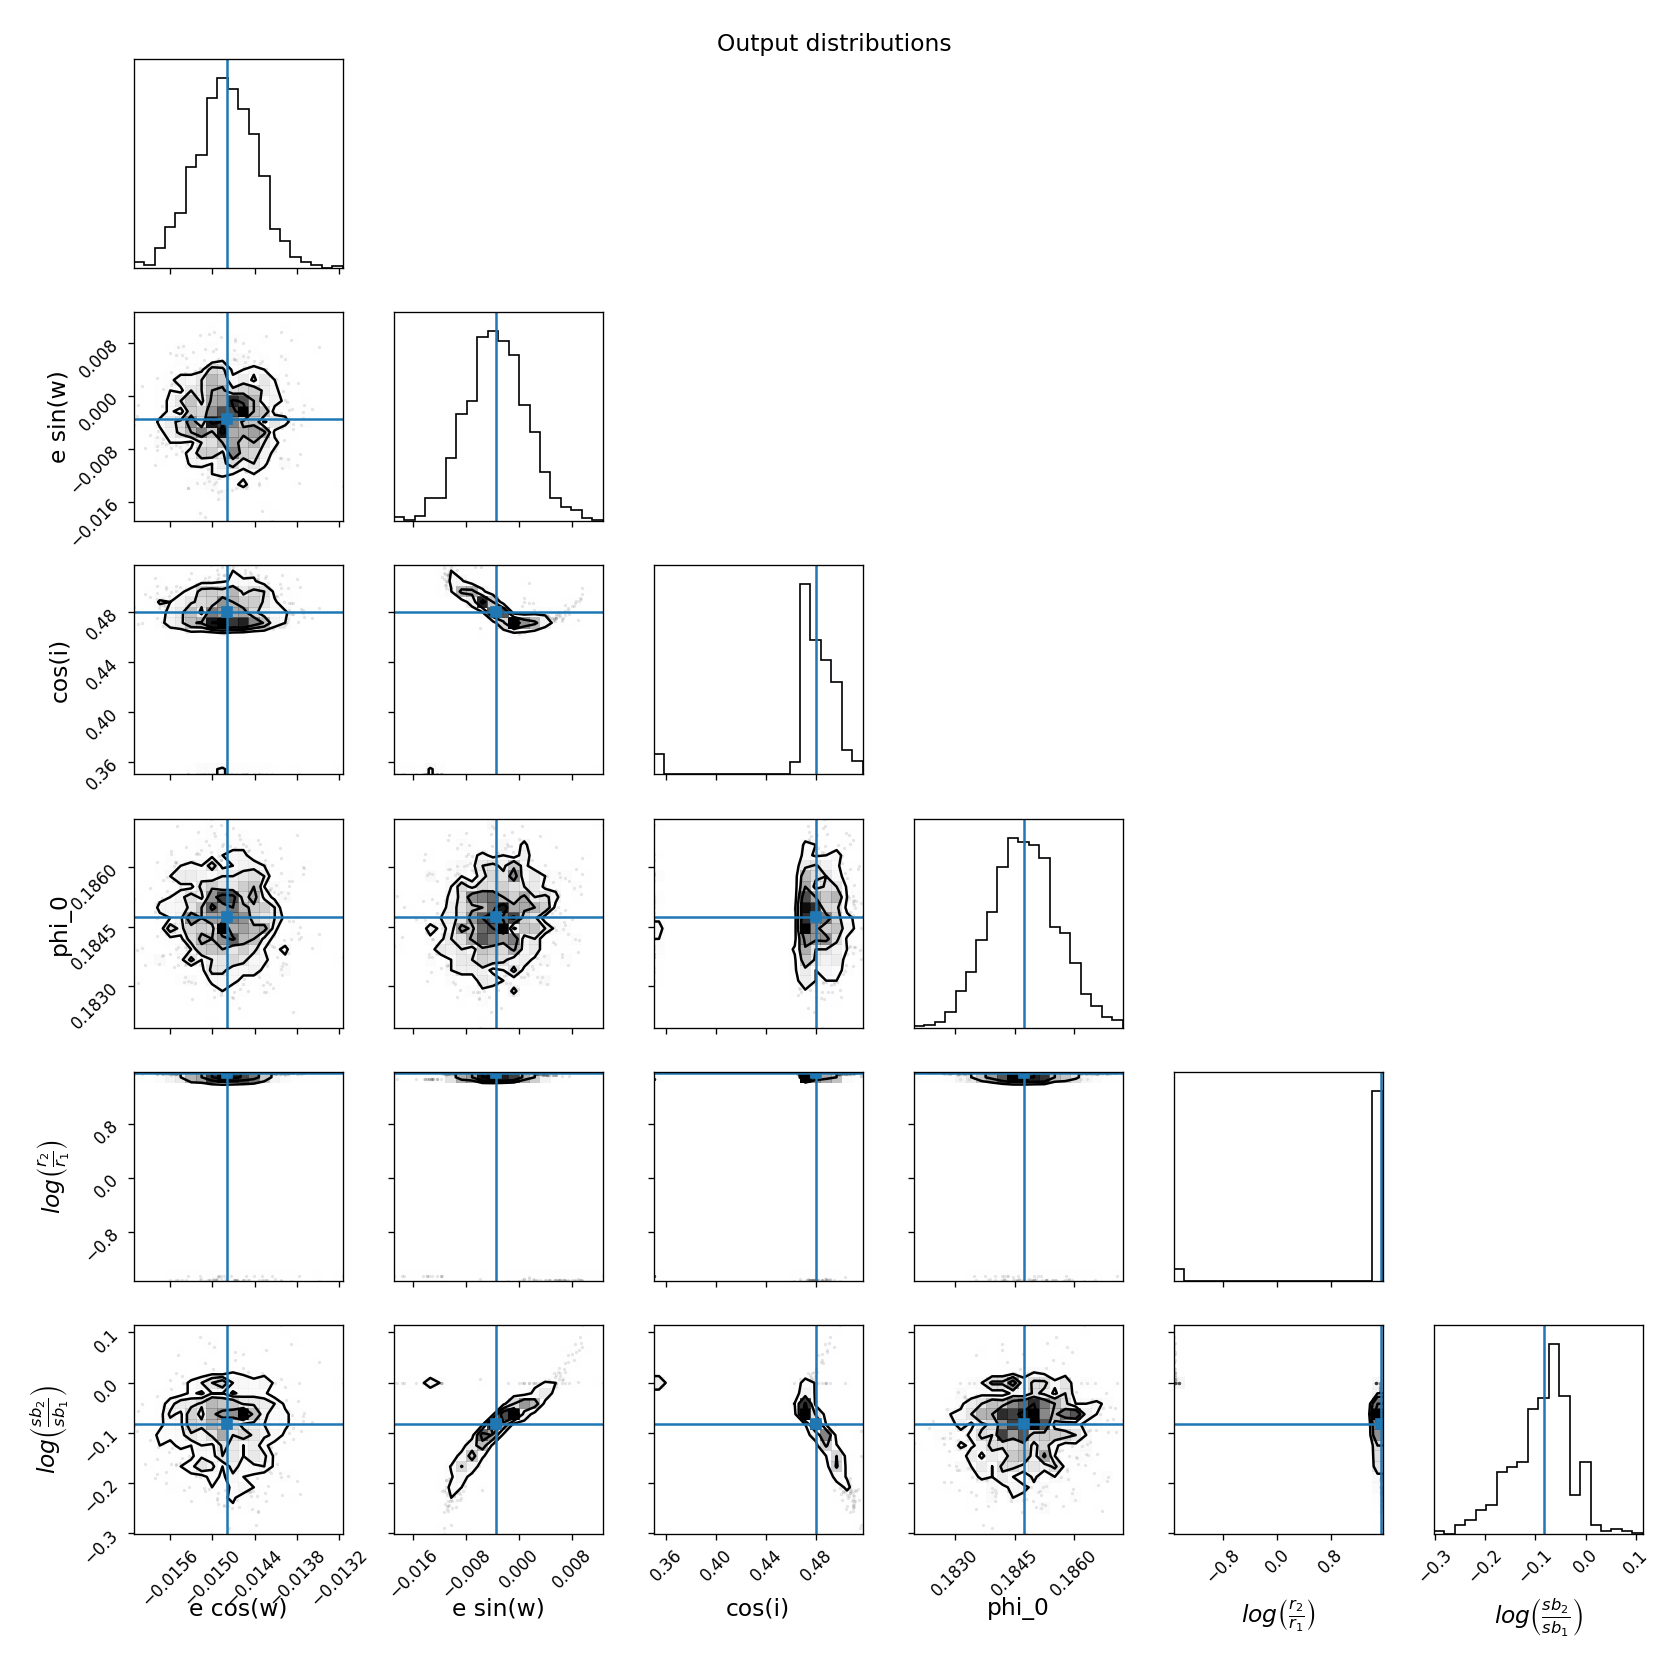 Output distributions
e sin(w)
0.008
0.000
−0.008
−0.016
cos(i)
0.48
0.44
0.40
0.36
phi_0
0.1860
0.1845
0.1830
log(r2/r1)
0.8
0.0
−0.8
log(sb2/sb1)
0.1
0.0
−0.1
−0.2
−0.3
−0.0156 −0.0150 −0.0144 −0.0138 −0.0132
−0.016 −0.008 0.000 0.008
0.36 0.40 0.44 0.48
0.1830 0.1845 0.1860
−0.8 0.0 0.8
−0.3 −0.2 −0.1 0.0 0.1
e cos(w) e sin(w) cos(i) phi_0 log(r2/r1) log(sb2/sb1)